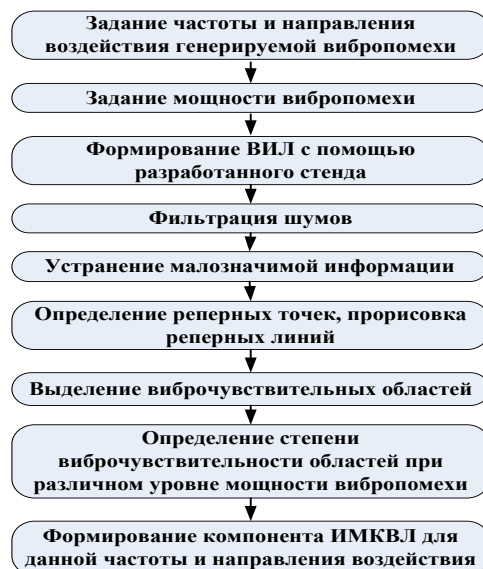 Задание частоты и направления
воздействия генерируемой вибропомехи
Задание мощности вибропомехи
Формирование ВИЛ с помощью
разработанного стенда
Фильтрация шумов
Устранение малозначимой информации
Определение реперных точек, прорисовка
реперных линий
Выделение виброчувствительных областей
Определение степени
виброчувствительности областей при
различном уровне мощности вибропомехи
Формирование компонента ИМКВЛ для
данной частоты и направления воздействия